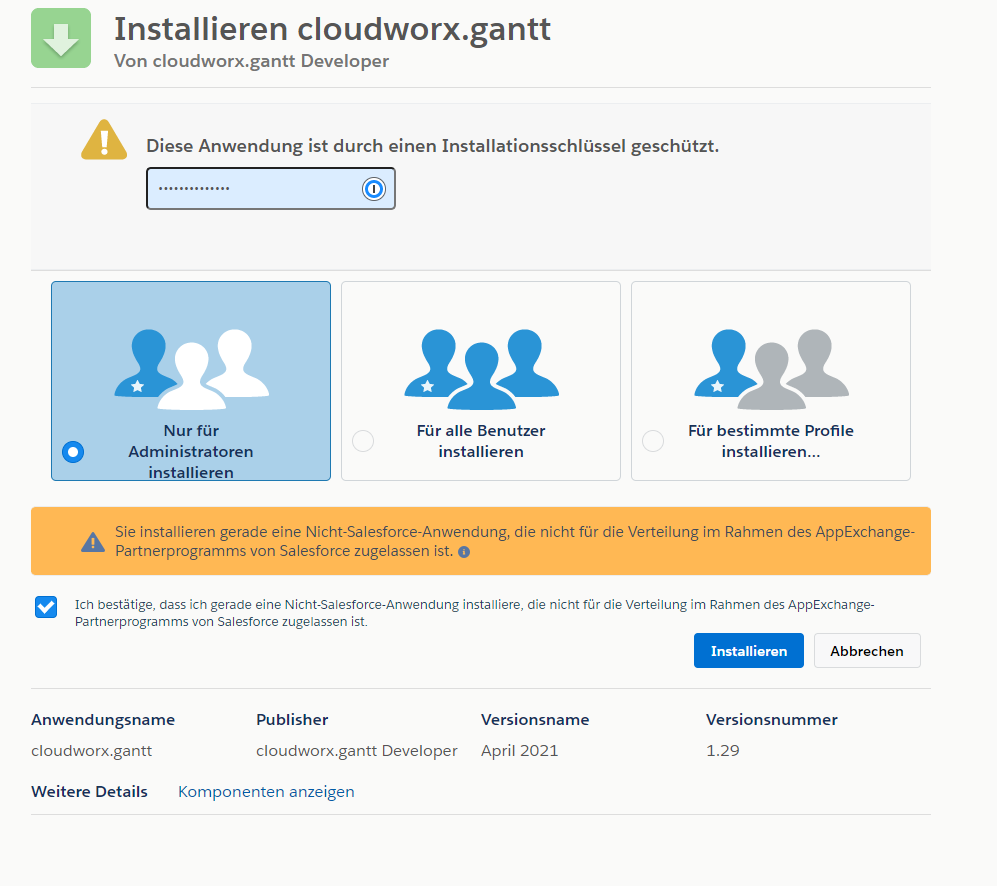 Installieren cloudworx.gantt
Von cloudworx.gantt Developer
Diese Anwendung ist durch einen Installationsschlüssel geschützt.
••••••••••••••
Nur für
Administratoren
installieren
Für alle Benutzer
installieren
Für bestimmte Profile
installieren...
Sie installieren gerade eine Nicht-Salesforce-Anwendung, die nicht für die Verteilung im Rahmen des AppExchange-
Partnerprogramms von Salesforce zugelassen ist.
Ich bestätige, dass ich gerade eine Nicht-Salesforce-Anwendung installiere, die nicht für die Verteilung im Rahmen des AppExchange-
Partnerprogramms von Salesforce zugelassen ist.
Installieren Abbrechen
Anwendungsname Publisher Versionsname Versionsnummer
cloudworx.gantt cloudworx.gantt Developer April 2021 1.29
Weitere Details Komponenten anzeigen